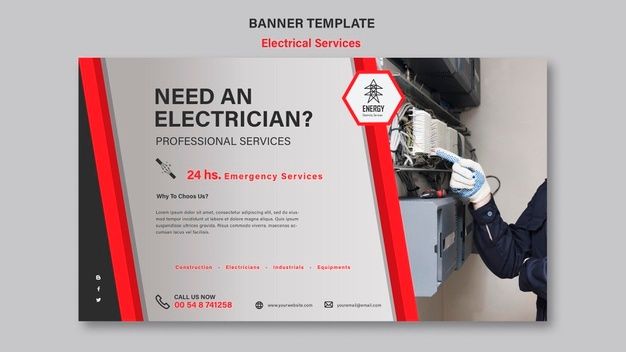 BANNER TEMPLATE
Electrical Services
NEED AN
ELECTRICIAN?
PROFESSIONAL SERVICES
ENERGY
Electricity Services
24 hs. Emergency Services
Why To Choos Us?
Lorem ipsum dolor sit amet, consectetur adipiscing elit,
sed do eiusmod tempor incididunt ut labore et dolore
magna aliqua. Quis ipsum suspendisse ultrices gravida.
Risus commodo viverra maecenas accumsan lacus
vel facilisis.
Construction - Electricians - Industrials - Equipments
CALL US NOW
00 54 8 741258
www.yourwebsite.com
youremail@email.com